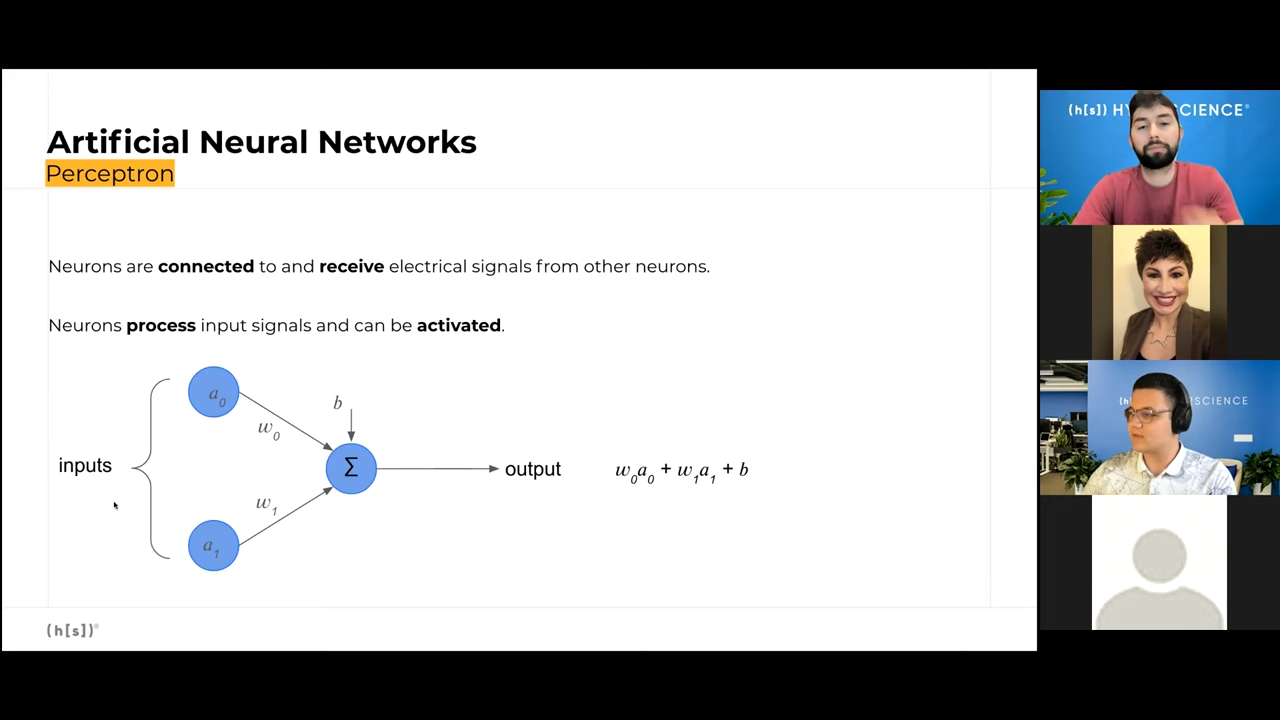 Artificial Neural Networks
Perceptron
Neurons are connected to and receive electrical signals from other neurons.
Neurons process input signals and can be activated.
a0
b
w0
inputs
Σ
output
w0a0 + w1a1 + b
w1
a1
(h[s])®
(h[s]) HY SCIENCE®
(h SCIENCE